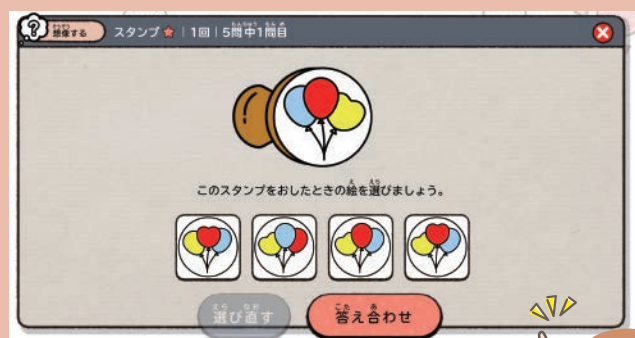 想像する スタンプ★ | 1回 | 5問中1問目
このスタンプをおしたときの絵を選びましょう。
選び直す 答え合わせ